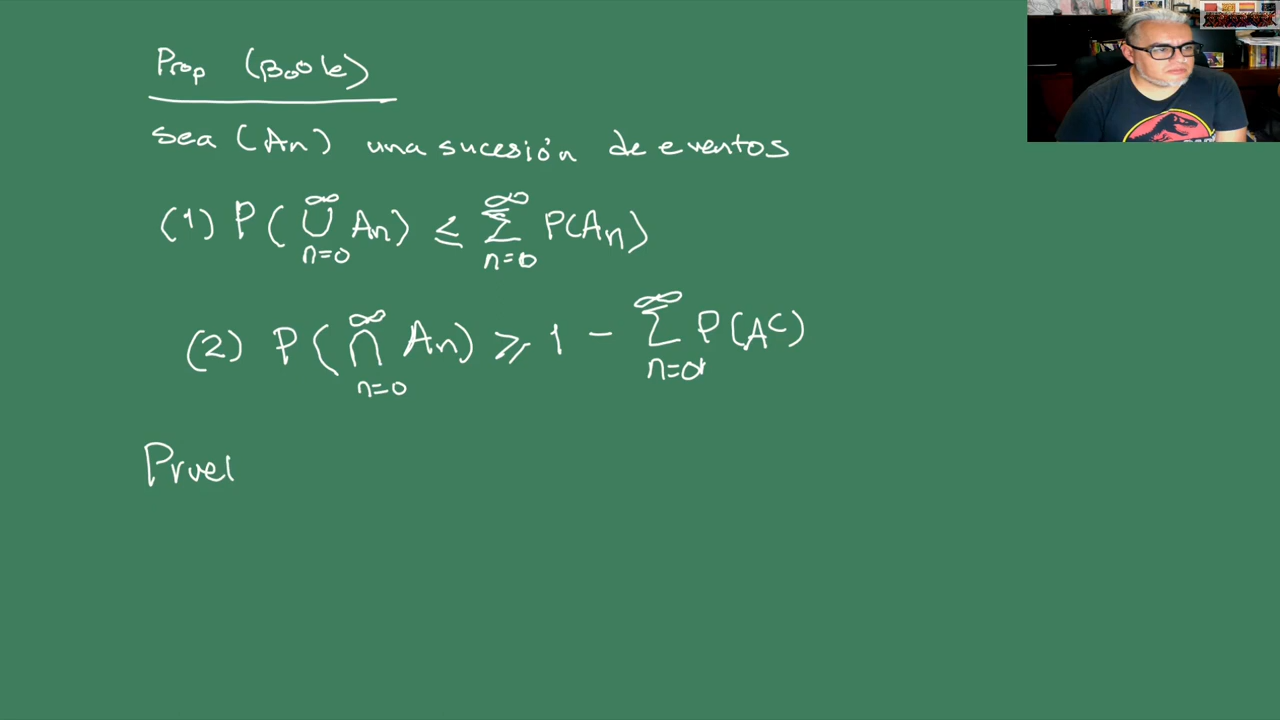 Prop (Boole)
sea (An) una sucesión de eventos
(1) P( ∞⋃n=0 An) ≤ ∞∑n=0 P(An)
(2) P( ∞⋂n=0 An) ⩾ 1 - ∞∑n=0 P(AC)
Pruel